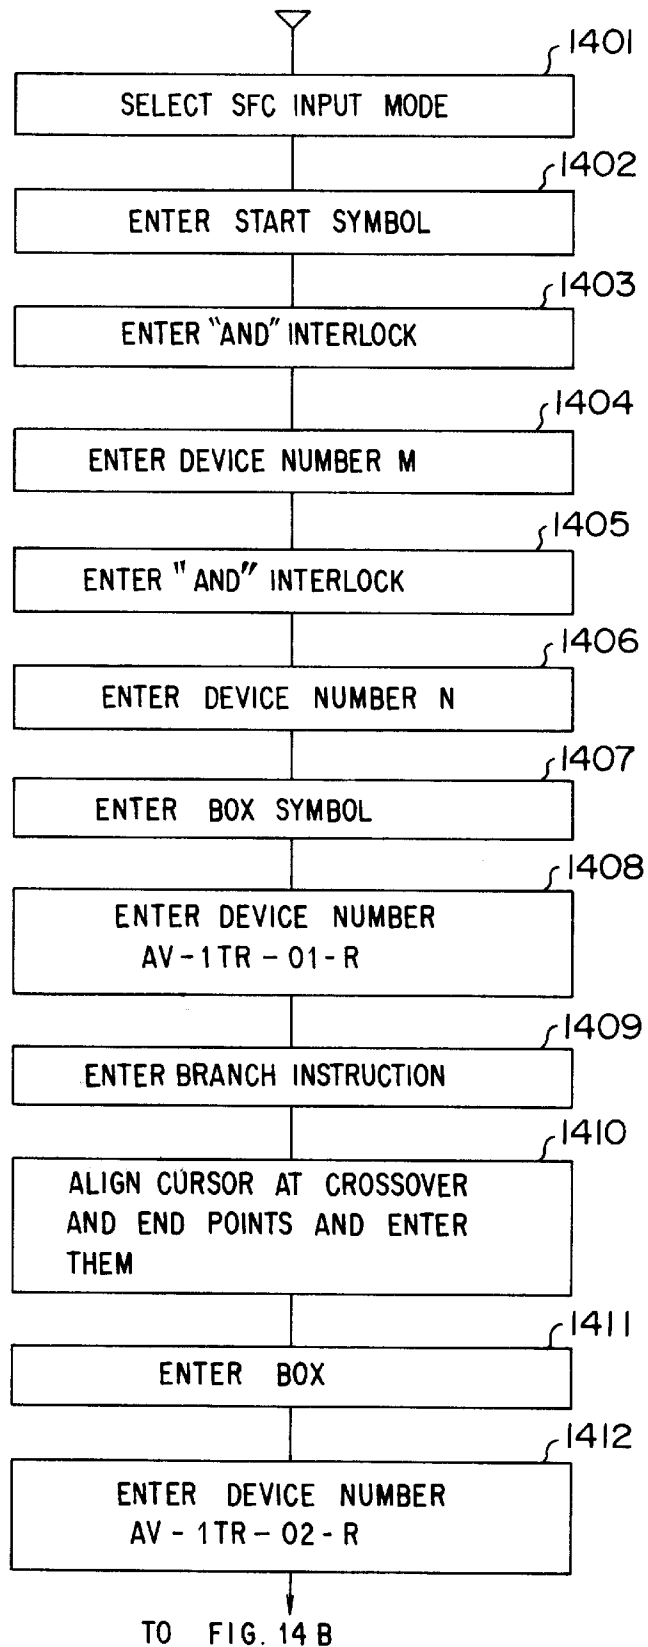 1401
SELECT SFC INPUT MODE
1402
ENTER START SYMBOL
1403
ENTER "AND" INTERLOCK
1404
ENTER DEVICE NUMBER M
1405
ENTER "AND" INTERLOCK
1406
ENTER DEVICE NUMBER N
1407
ENTER BOX SYMBOL
1408
ENTER DEVICE NUMBER
AV-1TR-01-R
1409
ENTER BRANCH INSTRUCTION
1410
ALIGN CURSOR AT CROSSOVER
AND END POINTS AND ENTER
THEM
1411
ENTER BOX
1412
ENTER DEVICE NUMBER
AV-1TR-02-R
TO FIG. 14B